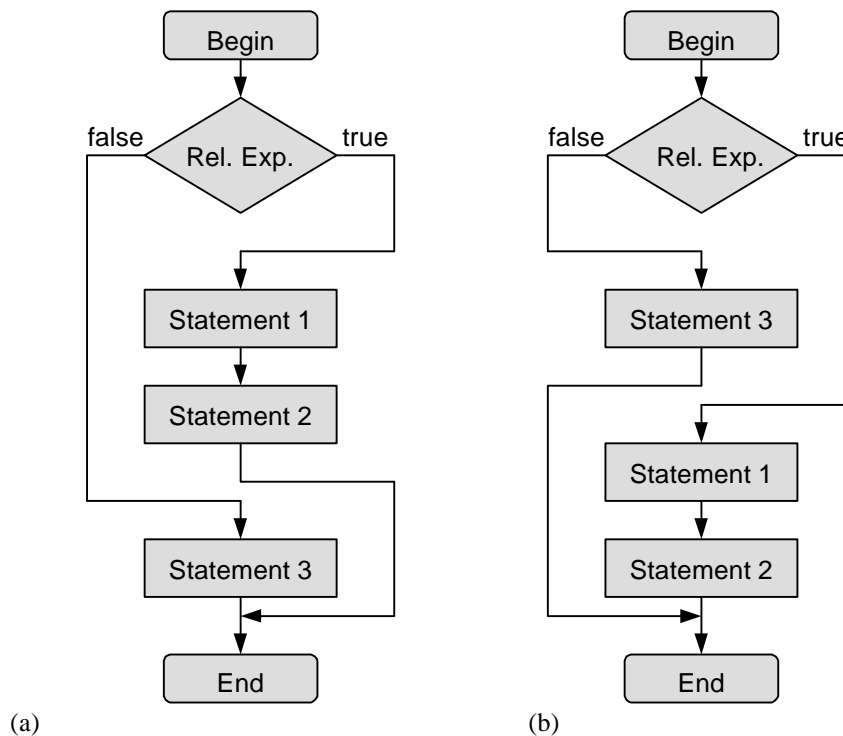 Begin
false
true
Rel. Exp.
Statement 1
Statement 2
Statement 3
End
(a)
Begin
false
true
Rel. Exp.
Statement 3
Statement 1
Statement 2
End
(b)